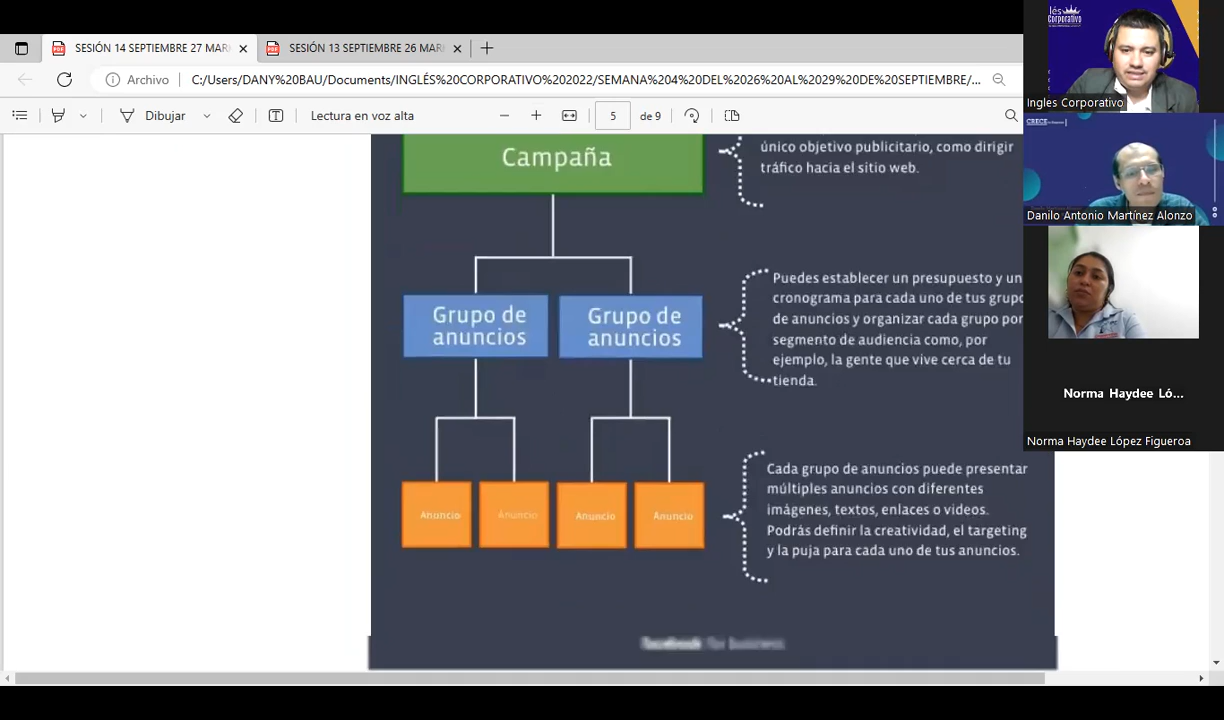 SESIÓN 14 SEPTIEMBRE 27 MAR
SESIÓN 13 SEPTIEMBRE 26 MAR
Archivo
C:/Users/DANY%20BAU/Documents/INGLÉS%20CORPORATIVO%202022/SEMANA%204%20DEL%2026%20AL%2029%20DE%20SEPTIEMBRE/...
Dibujar
Lectura en voz alta
5
de 9
Campaña
único objetivo publicitario, como dirigir
tráfico hacia el sitio web.
Grupo de
anuncios
Grupo de
anuncios
Puedes establecer un presupuesto y un
cronograma para cada uno de tus grupo
de anuncios y organizar cada grupo por
segmento de audiencia como, por
ejemplo, la gente que vive cerca de tu
tienda.
Anuncio
Anuncio
Anuncio
Anuncio
Cada grupo de anuncios puede presentar
múltiples anuncios con diferentes
imágenes, textos, enlaces o videos.
Podrás definir la creatividad, el targeting
y la puja para cada uno de tus anuncios.
facebook for business
lés
Corporativo
Ingles Corporativo
CRECE
Danilo Antonio Martínez Alonzo
Norma Haydee Ló...
Norma Haydee López Figueroa